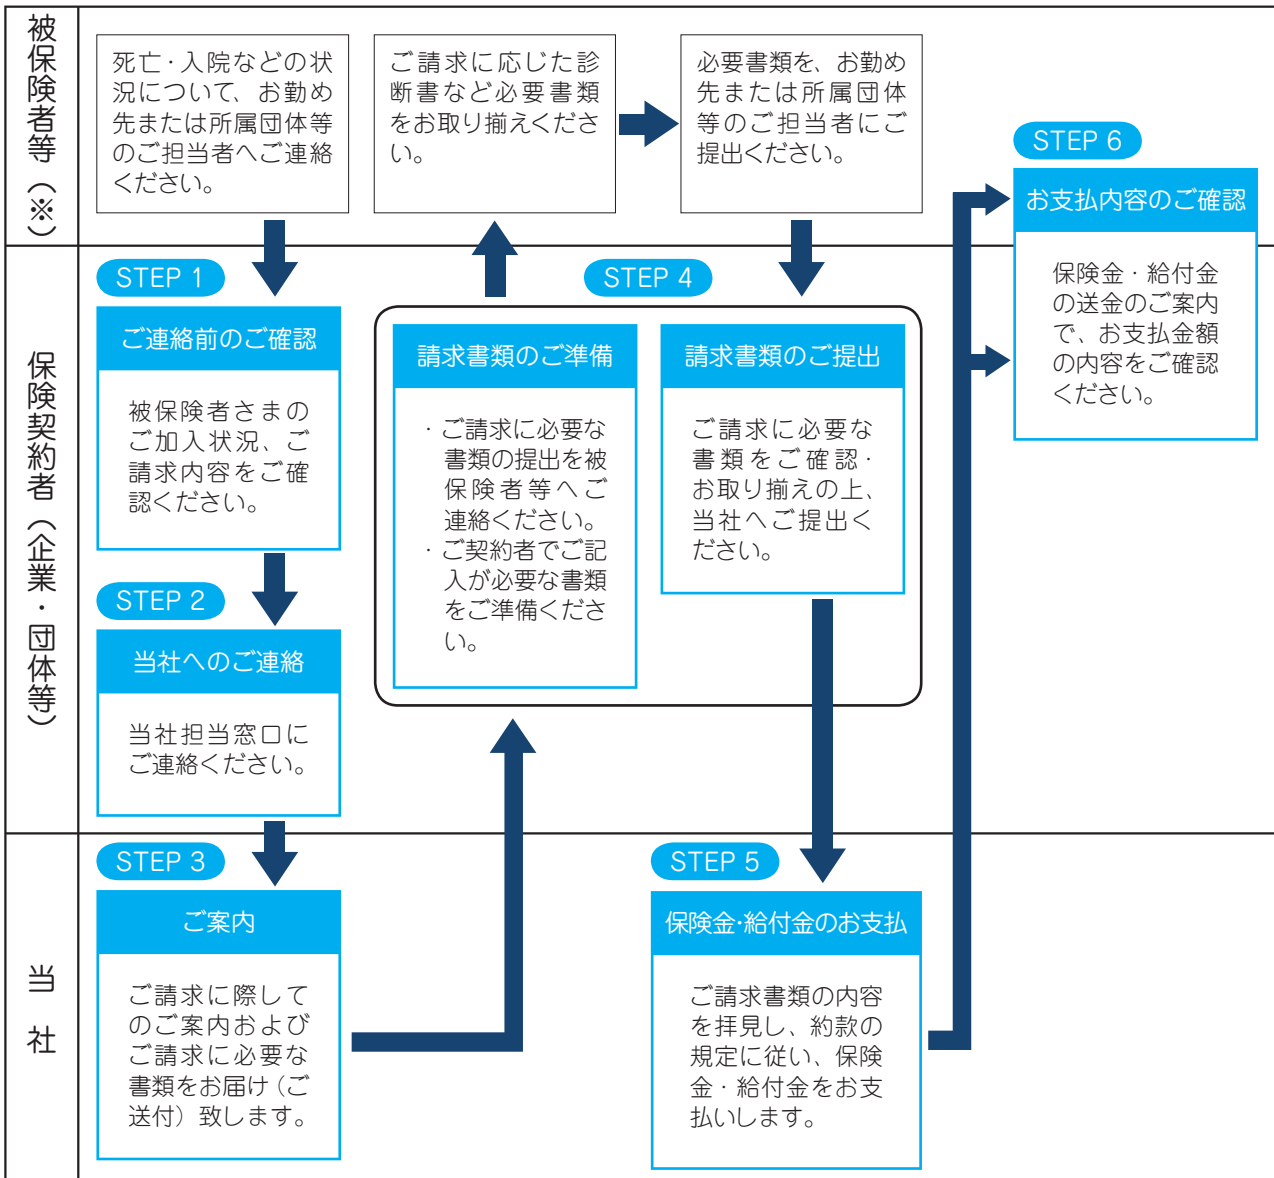 被保険者等（※）
死亡・入院などの状
況について、お勤め
先または所属団体等
のご担当者へご連絡
ください。
ご請求に応じた診
断書など必要書類
をお取り揃えくださ
い。
必要書類を、お勤め
先または所属団体
等のご担当者にご
提出ください。
保険契約者（企業・団体等）
STEP 1
ご連絡前のご確認
被保険者さまの
ご加入状況、ご
請求内容をご確
認ください。
STEP 2
当社へのご連絡
当社担当窓口に
ご連絡ください。
当社
STEP 3
ご案内
ご請求に際して
のご案内および
ご請求に必要な
書類をお届け（ご
送付）致します。
STEP 4
請求書類のご準備
・ご請求に必要な
書類の提出を被
保険者等へご
連絡ください。
・ご契約者でご記
入が必要な書類
をご準備くださ
い。
請求書類のご提出
ご請求に必要な
書類をご確認・
お取り揃えの上、
当社へご提出く
ださい。
STEP 5
保険金・給付金のお支払
ご請求書類の内容
を拝見し、約款の
規定に従い、保険
金・給付金をお支
払いします。
STEP 6
お支払内容のご確認
保険金・給付金
の送金のご案内
で、お支払金額
の内容をご確認
ください。